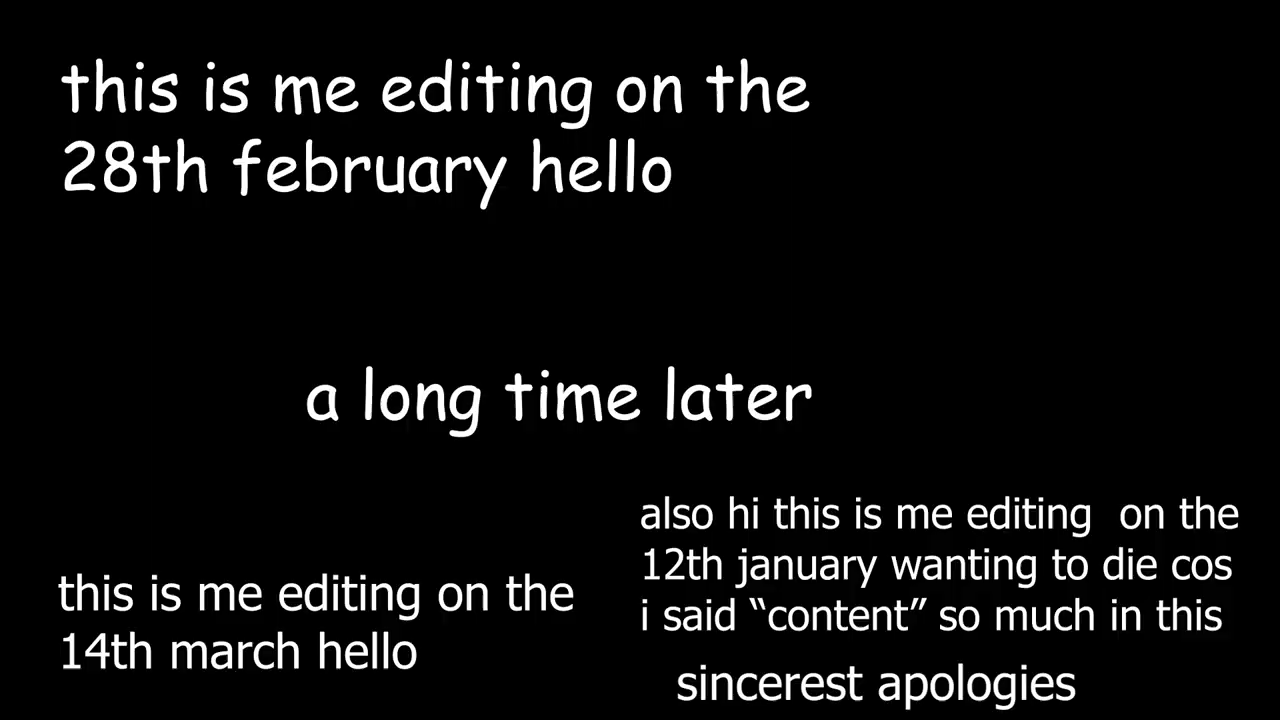 this is me editing on the
28th february hello
a long time later
also hi this is me editing  on the
12th january wanting to die cos
i said “content” so much in this
sincerest apologies
this is me editing on the
14th march hello